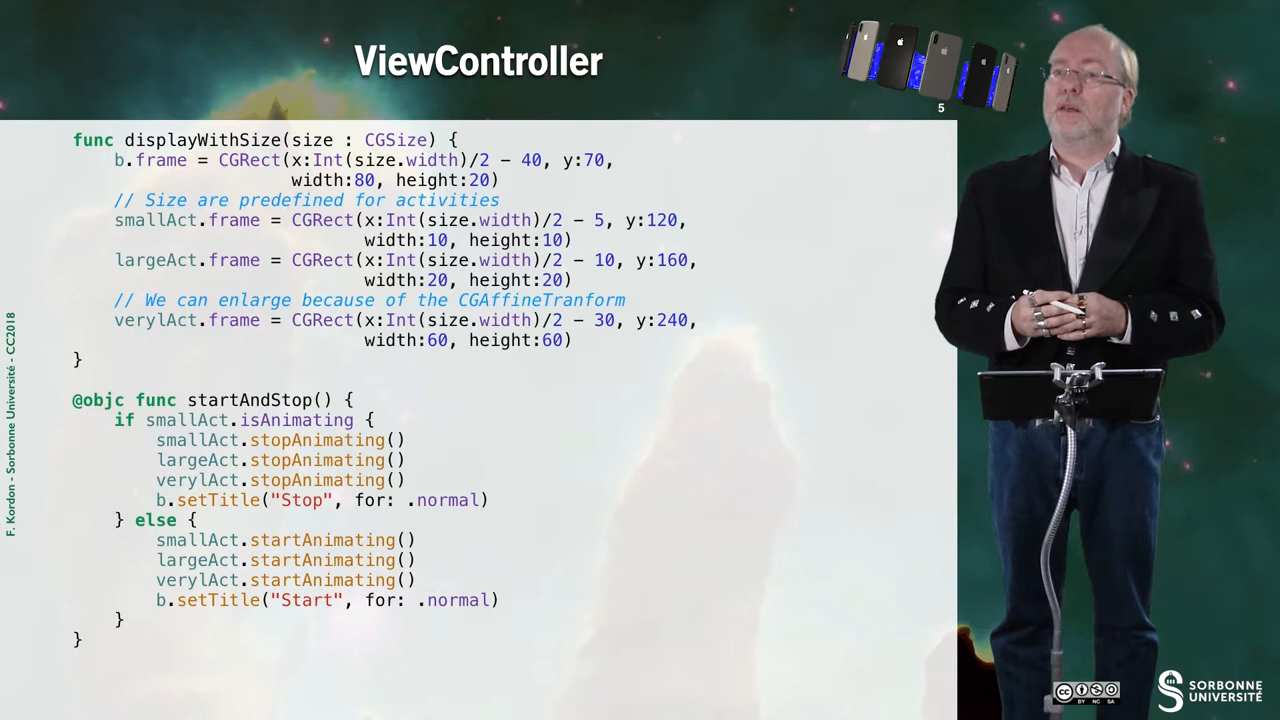 ViewController
5
func displayWithSize(size : CGSize) {
    b.frame = CGRect(x:Int(size.width)/2 - 40, y:70,
                     width:80, height:20)
    // Size are predefined for activities
    smallAct.frame = CGRect(x:Int(size.width)/2 - 5, y:120,
                            width:10, height:10)
    largeAct.frame = CGRect(x:Int(size.width)/2 - 10, y:160,
                            width:20, height:20)
    // We can enlarge because of the CGAffineTranform
    verylAct.frame = CGRect(x:Int(size.width)/2 - 30, y:240,
                            width:60, height:60)
}
@objc func startAndStop() {
    if smallAct.isAnimating {
        smallAct.stopAnimating()
        largeAct.stopAnimating()
        verylAct.stopAnimating()
        b.setTitle("Stop", for: .normal)
    } else {
        smallAct.startAnimating()
        largeAct.startAnimating()
        verylAct.startAnimating()
        b.setTitle("Start", for: .normal)
    }
}
F. Kordon - Sorbonne Université - CC2018
cc
BY NC SA
SORBONNE
UNIVERSITÉ